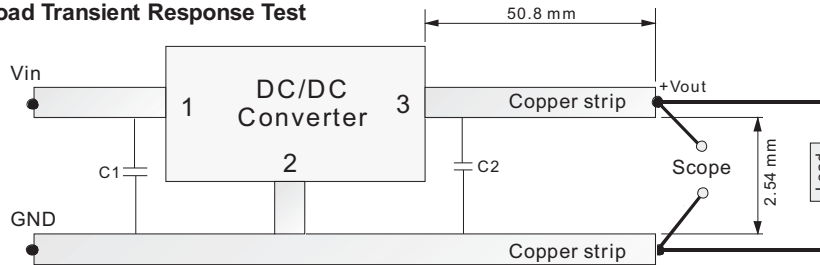 oad Transient Response Test
50.8 mm
Vin
DC/DC
Converter
1
3
2
Copper strip
+Vout
C1
C2
Scope
2.54 mm
Load
GND
Copper strip